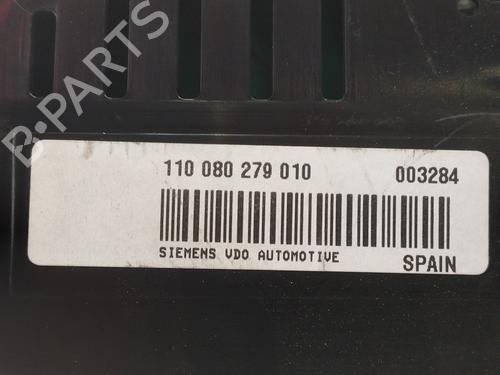 B-PARTS
110 080 279 010 003284
SIEMENS VDO AUTOMOTIVE SPAIN